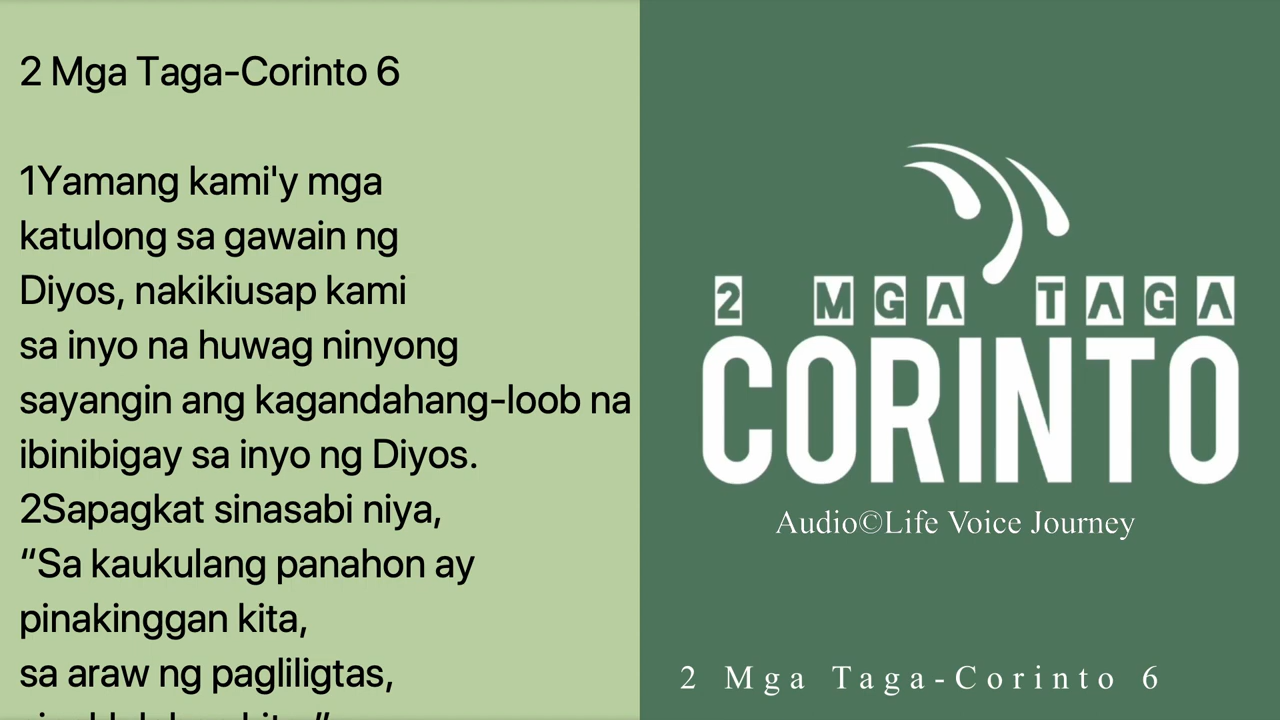 2 Mga Taga-Corinto 6
1Yamang kami'y mga
katulong sa gawain ng
Diyos, nakikiusap kami
sa inyo na huwag ninyong
sayangin ang kagandahang-loob na
ibinibigay sa inyo ng Diyos.
2Sapagkat sinasabi niya,
“Sa kaukulang panahon ay
pinakinggan kita,
sa araw ng pagliligtas,
2 MGA TAGA
CORINTO
Audio©Life Voice Journey
2 Mga Taga-Corinto 6